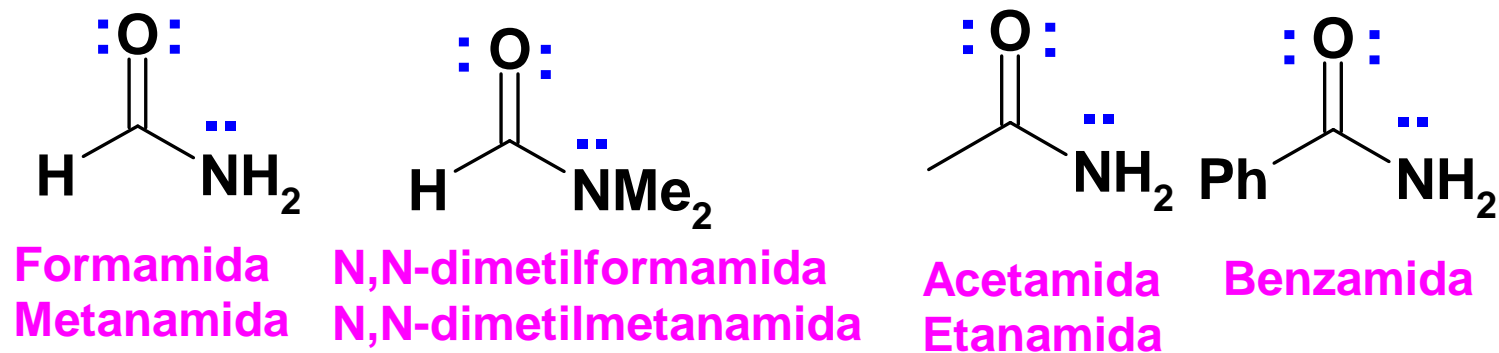 O O O O
H NH2 H NMe2 NH2 Ph NH2
Formamida N,N-dimetilformamida Acetamida Benzamida
Metanamida N,N-dimetilmetanamida Etanamida